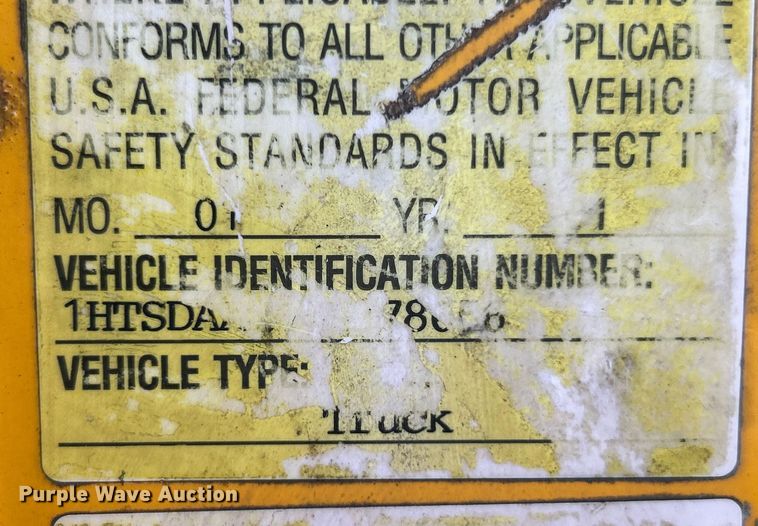 CONFORMS TO ALL OTHER APPLICABLE
U.S.A. FEDERAL MOTOR VEHICLE
SAFETY STANDARDS IN EFFECT IN
MO. 01 YR.
VEHICLE IDENTIFICATION NUMBER:
VEHICLE TYPE:
Truck
Purple Wave Auction